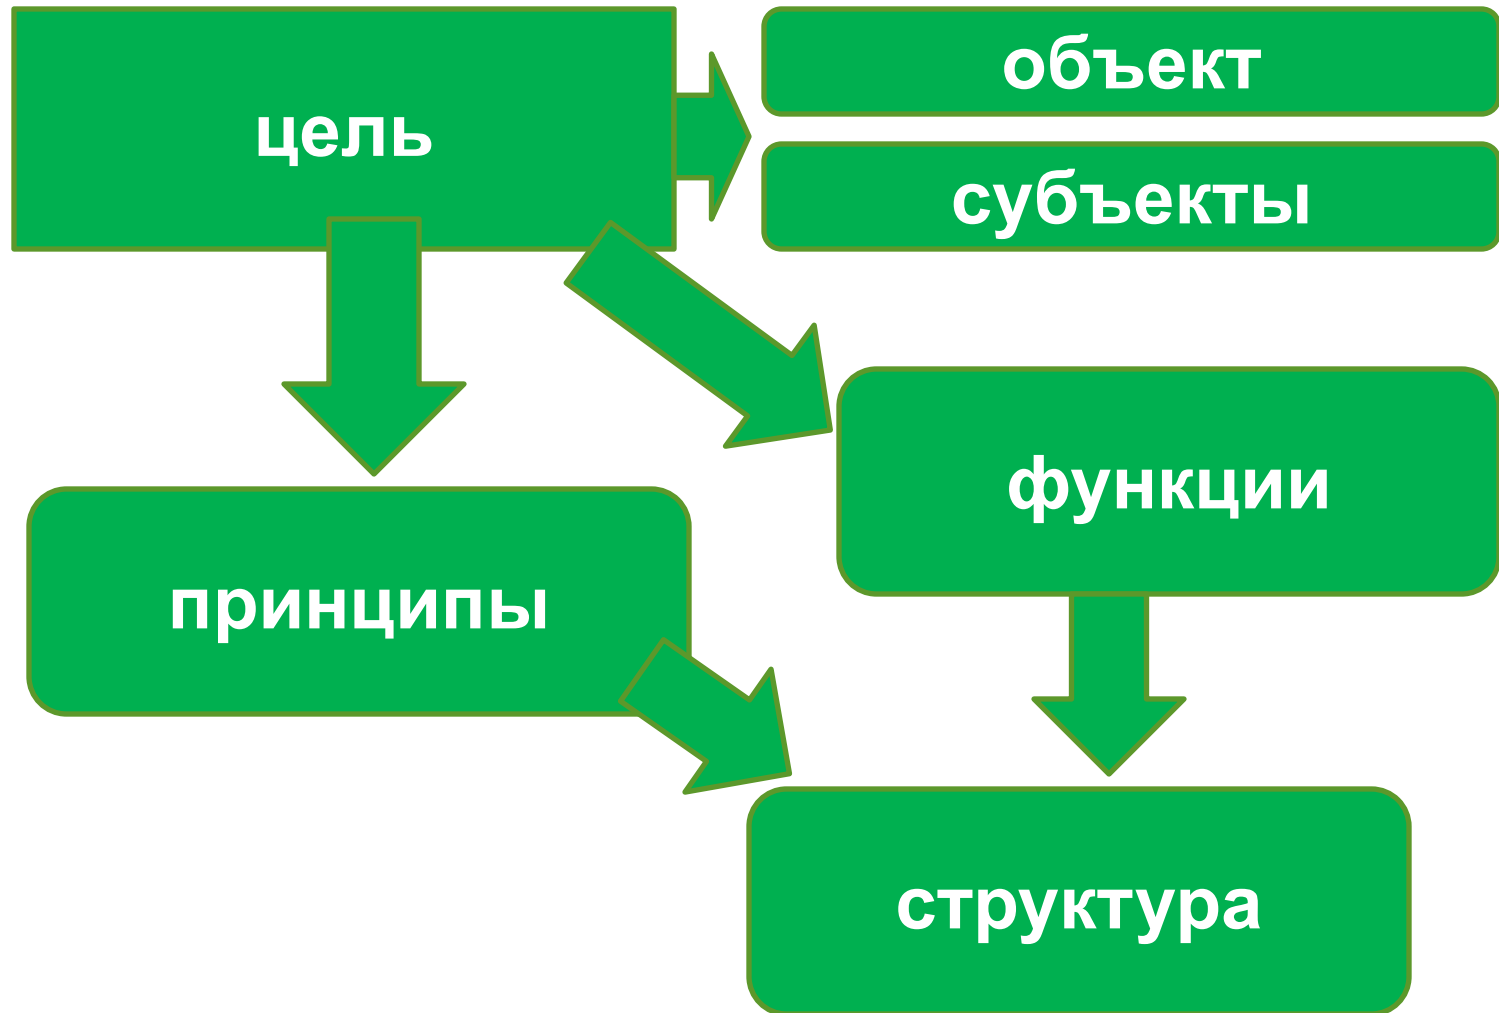 цель
объект
субъекты
функции
принципы
структура